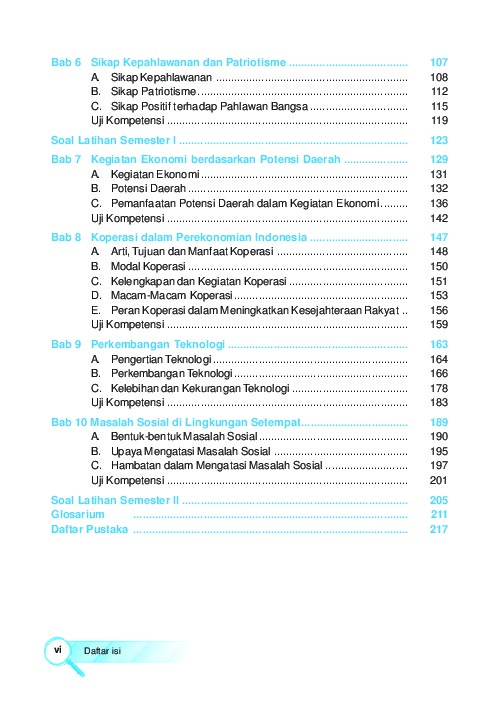 Bab 6 Sikap Kepahlawanan dan Patriotisme ..................................... 107
A. Sikap Kepahlawanan ........................................................... 108
B. Sikap Patriotisme................................................................. 112
C. Sikap Positif terhadap Pahlawan Bangsa .............................. 115
Uji Kompetensi .......................................................................... 119
Soal Latihan Semester I ....................................................................... 123
Bab 7 Kegiatan Ekonomi berdasarkan Potensi Daerah .................... 129
A. Kegiatan Ekonomi................................................................ 131
B. Potensi Daerah .................................................................... 132
C. Pemanfaatan Potensi Daerah dalam Kegiatan Ekonomi......... 136
Uji Kompetensi .......................................................................... 142
Bab 8 Koperasi dalam Perekonomian Indonesia .............................. 147
A. Arti, Tujuan dan Manfaat Koperasi ........................................ 148
B. Modal Koperasi .................................................................... 150
C. Kelengkapan dan Kegiatan Koperasi ..................................... 151
D. Macam-Macam Koperasi...................................................... 153
E. Peran Koperasi dalam Meningkatkan Kesejahteraan Rakyat .. 156
Uji Kompetensi .......................................................................... 159
Bab 9 Perkembangan Teknologi ........................................................ 163
A. Pengertian Teknologi............................................................ 164
B. Perkembangan Teknologi...................................................... 166
C. Kelebihan dan Kekurangan Teknologi .................................... 178
Uji Kompetensi .......................................................................... 183
Bab 10 Masalah Sosial di Lingkungan Setempat................................. 189
A. Bentuk-bentuk Masalah Sosial.............................................. 190
B. Upaya Mengatasi Masalah Sosial ......................................... 195
C. Hambatan dalam Mengatasi Masalah Sosial .......................... 197
Uji Kompetensi .......................................................................... 201
Soal Latihan Semester II ...................................................................... 205
Glosarium ..................................................................................... 211
Daftar Pustaka ..................................................................................... 217
vi Daftar isi